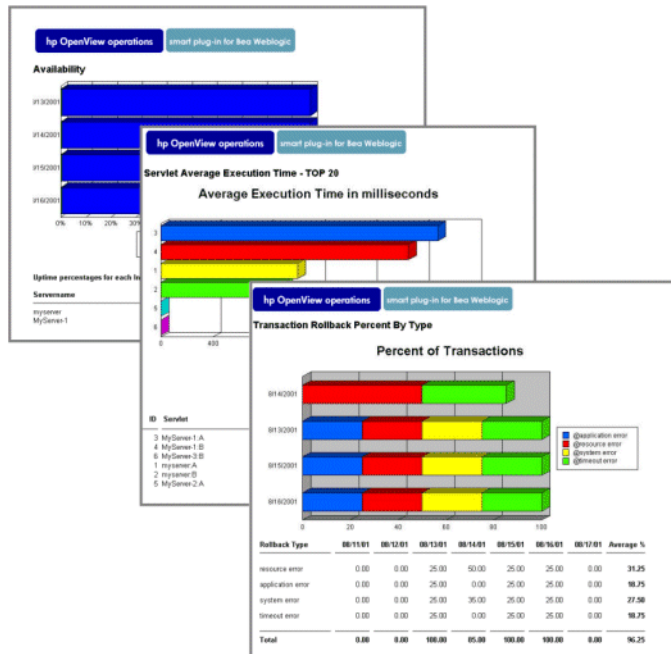 hp OpenView operations smart plug-in for Bea Weblogic
Availability
8/13/2001
8/14/2001
8/15/2001
8/16/2001
0% 10% 20% 30%
Uptime percentages for each
Servername
myserver
MyServer-1
hp OpenView operations smart plug-in for Bea Weblogic
Servlet Average Execution Time - TOP 20
Average Execution Time in milliseconds
3
4
1
2
5
6
0 400
ID Servlet
3 MyServer-1:A
4 MyServer-1:B
6 MyServer-3:B
1 myserver:A
2 myserver:B
5 MyServer-2:A
hp OpenView operations smart plug-in for Bea Weblogic
Transaction Rollback Percent By Type
Percent of Transactions
8/14/2001
8/13/2001
8/15/2001
8/16/2001
@application error
@resource error
@system error
@timeout error
0 20 40 60 80 100
Rollback Type 08/11/01 08/12/01 08/13/01 08/14/01 08/15/01 08/16/01 08/17/01 Average %
resource error 0.00 0.00 25.00 50.00 25.00 25.00 0.00 31.25
application error 0.00 0.00 25.00 0.00 25.00 25.00 0.00 18.75
system error 0.00 0.00 25.00 35.00 25.00 25.00 0.00 27.50
timeout error 0.00 0.00 25.00 0.00 25.00 25.00 0.00 18.75
Total 0.00 0.00 100.00 85.00 100.00 100.00 0.00 96.25